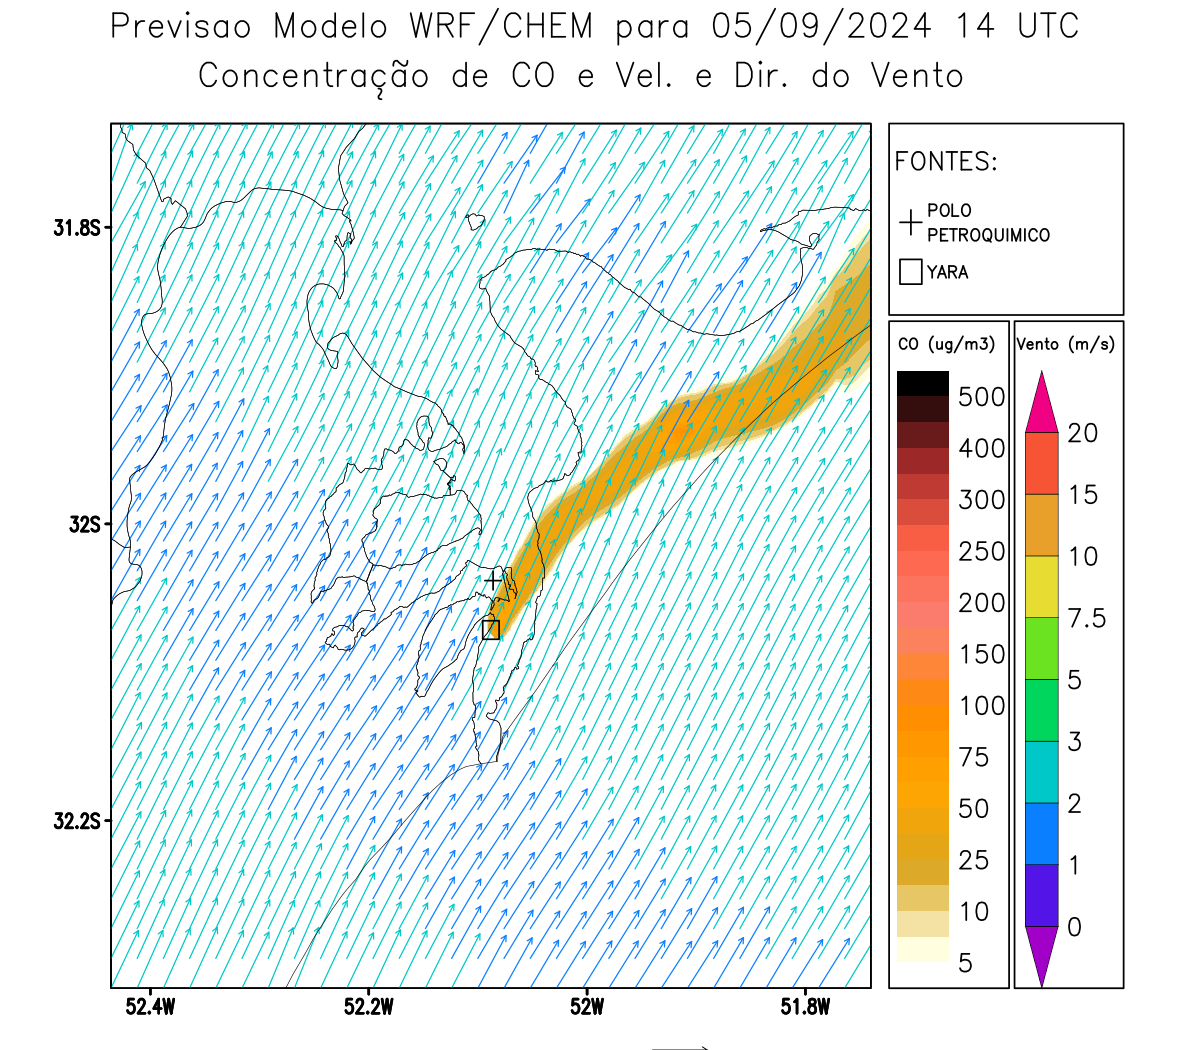 Previsao Modelo WRF/CHEM para 05/09/2024 14 UTC
Concentração de CO e Vel. e Dir. do Vento
FONTES:
POLO
PETROQUIMICO
YARA
31.8S
32S
32.2S
52.4W
52.2W
52W
51.8W
CO (ug/m3)
500
400
300
250
200
150
100
75
50
25
10
5
Vento (m/s)
20
15
10
7.5
5
3
2
1
0